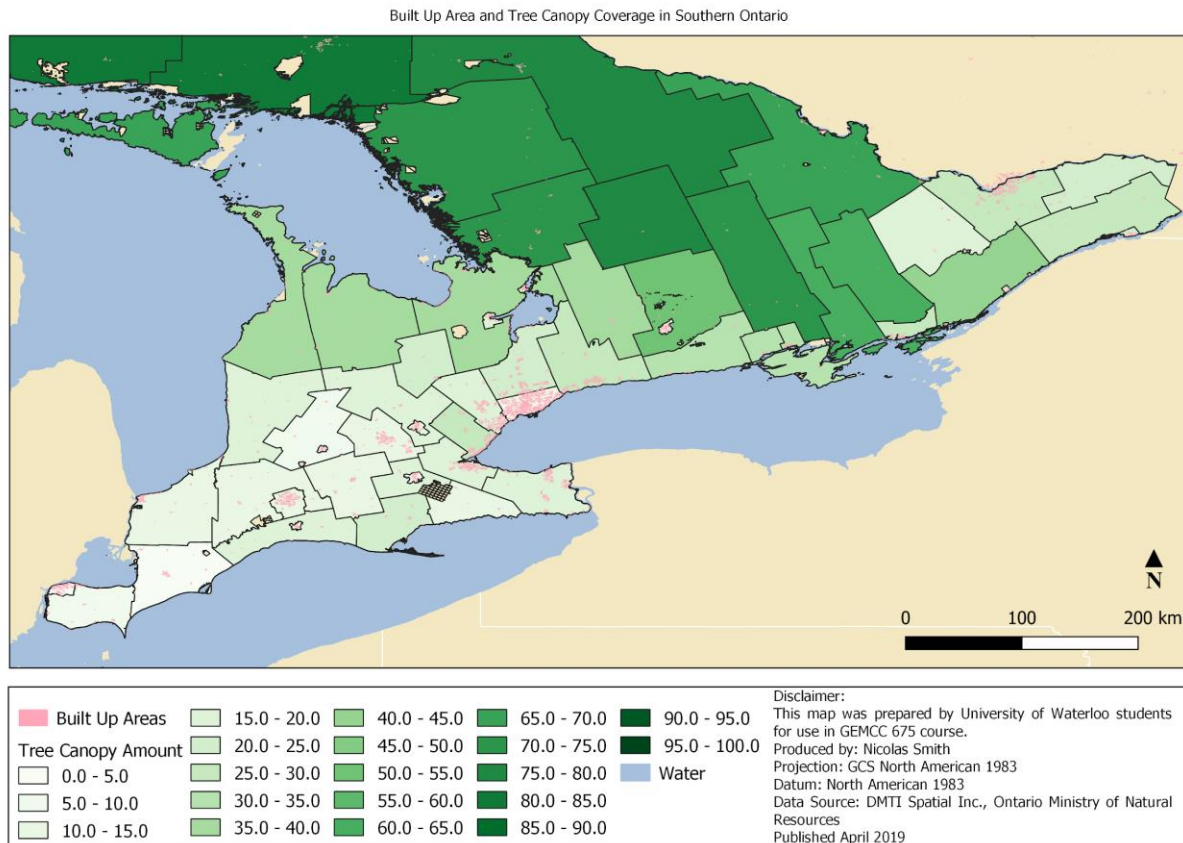 Built Up Area and Tree Canopy Coverage in Southern Ontario
N
0 100 200 km
Built Up Areas
Tree Canopy Amount
0.0 - 5.0
5.0 - 10.0
10.0 - 15.0
15.0 - 20.0
20.0 - 25.0
25.0 - 30.0
30.0 - 35.0
35.0 - 40.0
40.0 - 45.0
45.0 - 50.0
50.0 - 55.0
55.0 - 60.0
60.0 - 65.0
65.0 - 70.0
70.0 - 75.0
75.0 - 80.0
80.0 - 85.0
85.0 - 90.0
90.0 - 95.0
95.0 - 100.0
Water
Disclaimer:
This map was prepared by University of Waterloo students
for use in GEMCC 675 course.
Produced by: Nicolas Smith
Projection: GCS North American 1983
Datum: North American 1983
Data Source: DMTI Spatial Inc., Ontario Ministry of Natural
Resources
Published April 2019